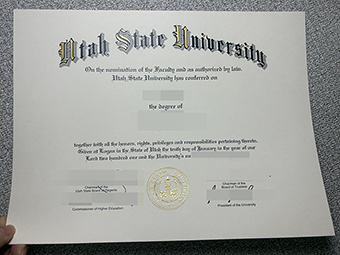 Utah State University
On the nomination of the Faculty and as authorized by law,
Utah State University has conferred on
the degree of
together with all the honors, rights, privileges and responsibilities pertaining thereto.
Given at Logan in the State of Utah the tenth day of January in the year of our
Lord two hundred one and the University's on
Chairman of the
Utah State Board of Regents
Chairman of the
Board of Trustees
Commissioner of Higher Education
President of the University